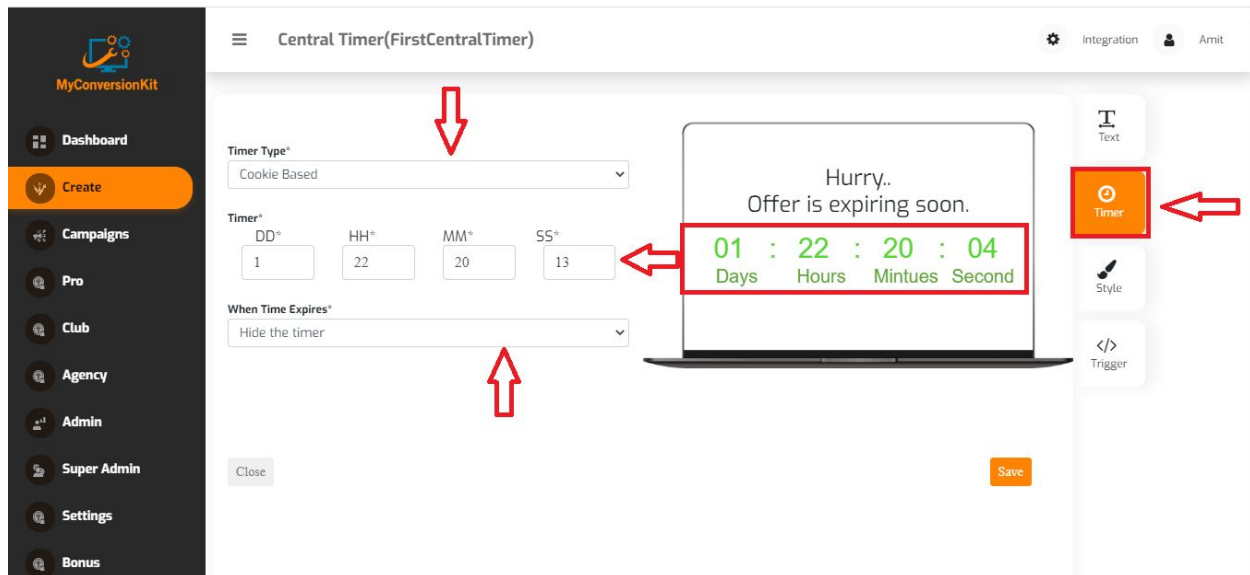 MyConversionKit
Dashboard
Create
Campaigns
Pro
Club
Agency
Admin
Super Admin
Settings
Bonus
Central Timer(FirstCentralTimer)
Integration
Amit
Timer Type*
Cookie Based
Timer*
DD* HH* MM* SS*
1 22 20 13
When Time Expires*
Hide the timer
Close
Save
Hurry..
Offer is expiring soon.
01 : 22 : 20 : 04
Days Hours Mintues Second
T
Text
Timer
Style
</>
Trigger